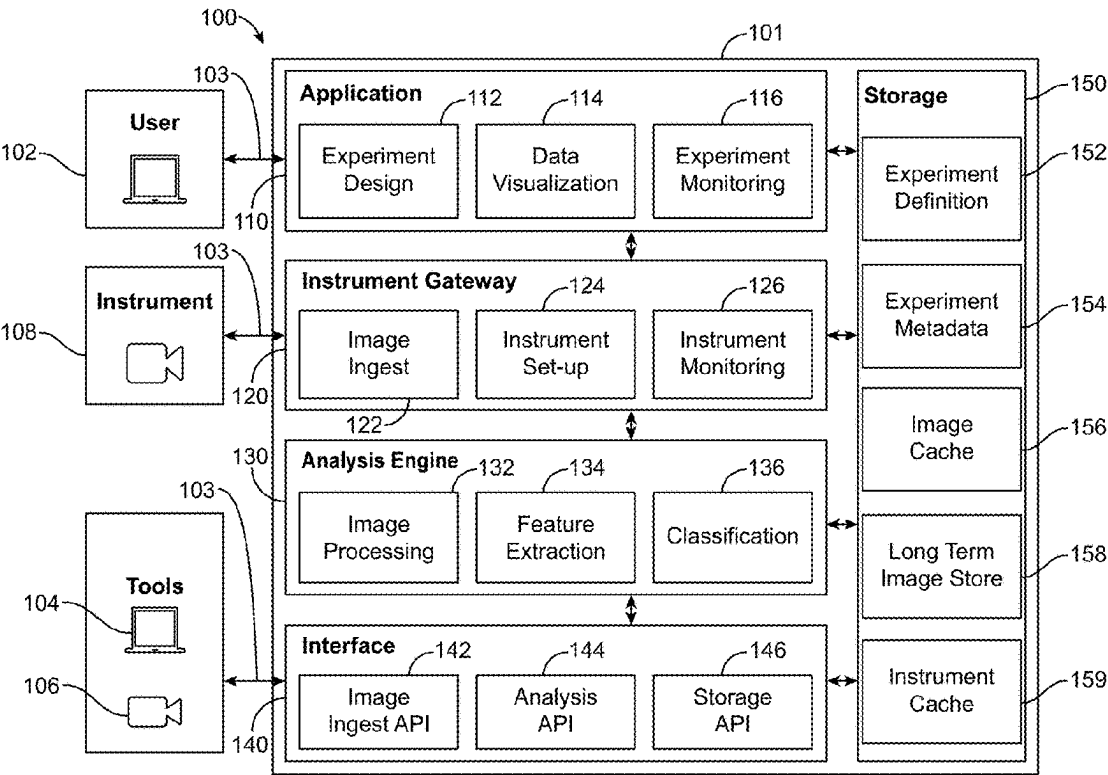 100
101
103
Application
112
114
116
Storage
150
User
102
Experiment
Design
Data
Visualization
Experiment
Monitoring
110
Experiment
Definition
152
103
Instrument Gateway
124
126
Instrument
108
Image
Ingest
Instrument
Set-up
Instrument
Monitoring
120
122
Experiment
Metadata
154
Image
Cache
156
130
Analysis Engine
132
134
136
103
Image
Processing
Feature
Extraction
Classification
Long Term
Image Store
158
Tools
104
106
Interface
142
144
146
Image
Ingest API
Analysis
API
Storage
API
140
Instrument
Cache
159